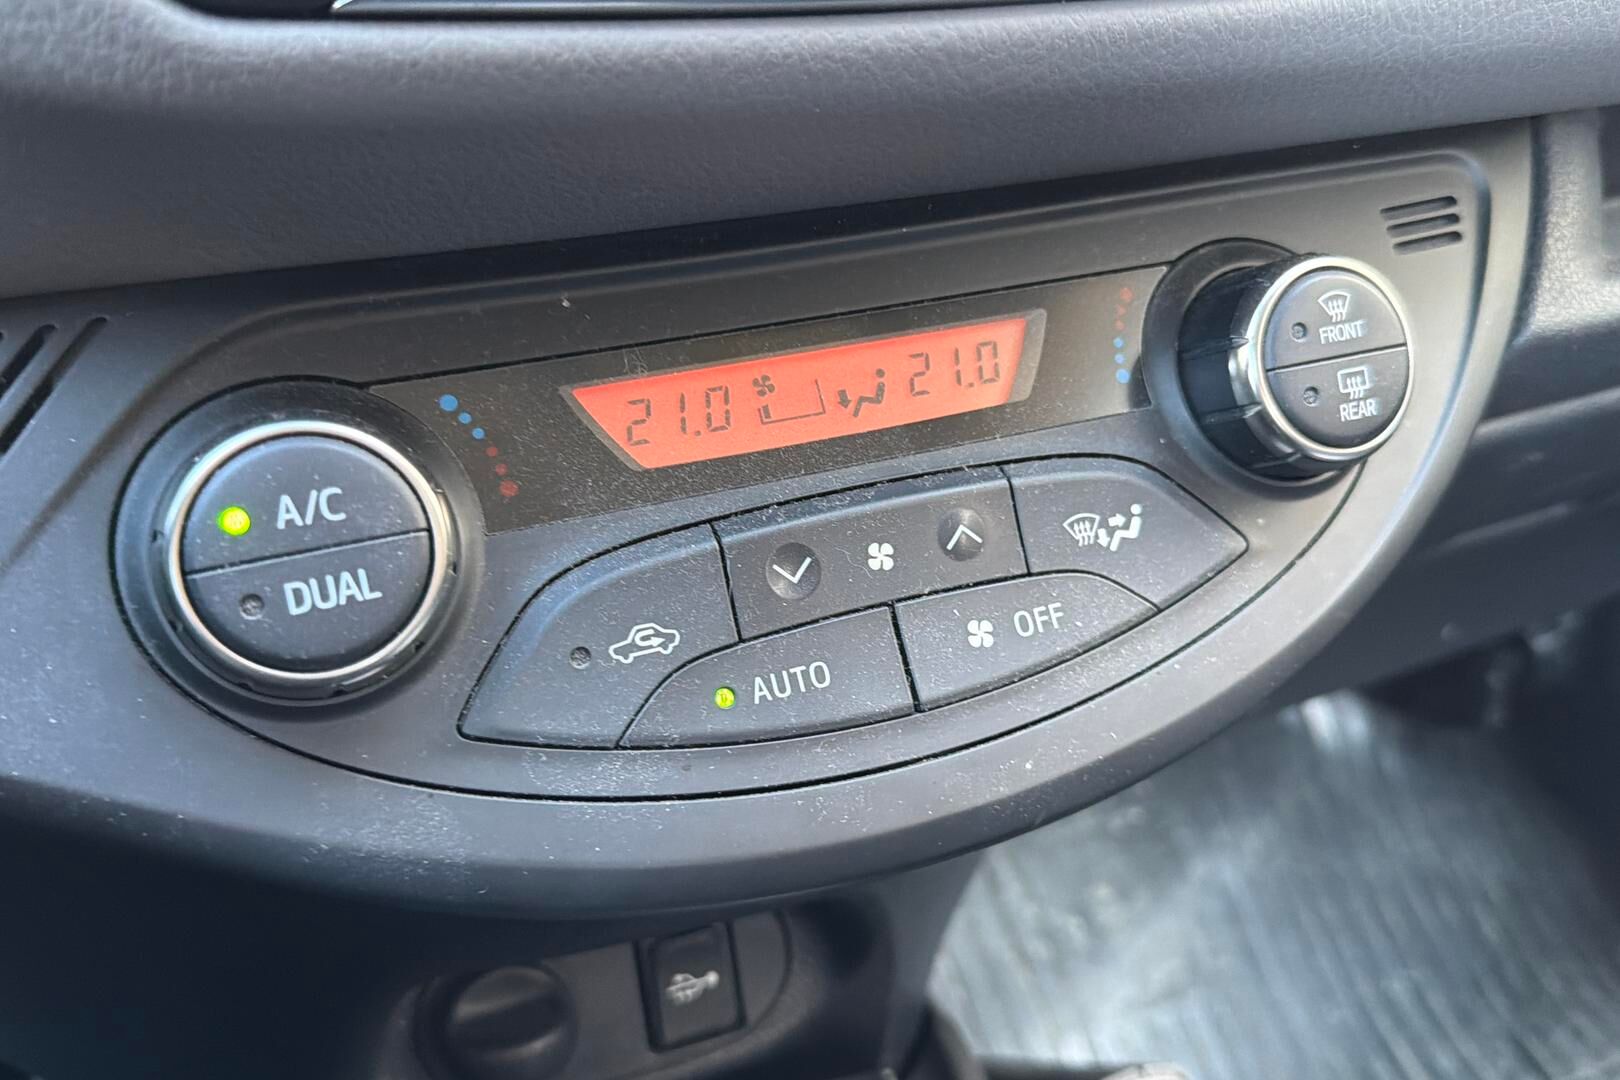 21.0 21.0
FRONT
REAR
A/C
DUAL
AUTO
OFF